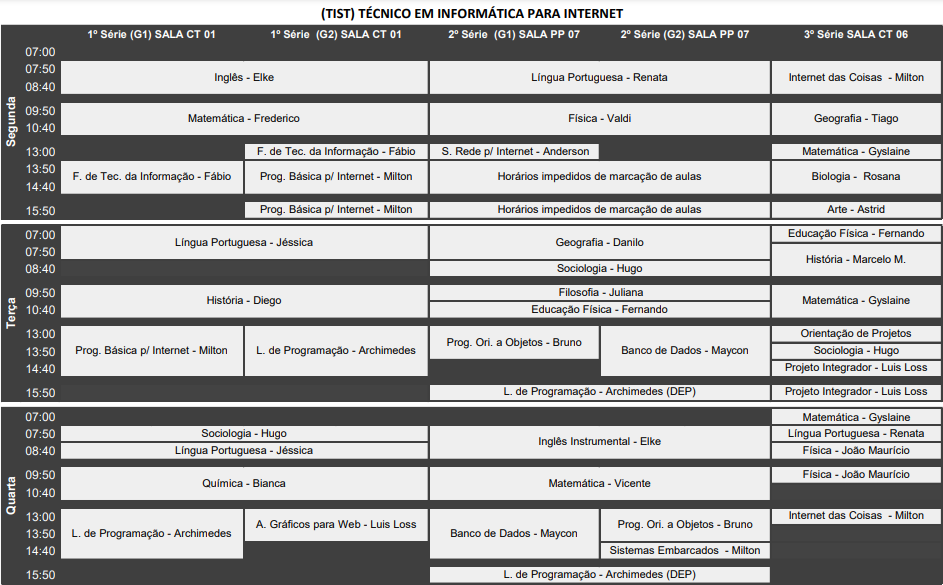 (TIST) TÉCNICO EM INFORMÁTICA PARA INTERNET
1º Série (G1) SALA CT 01 1º Série (G2) SALA CT 01 2º Série (G1) SALA PP 07 2º Série (G2) SALA PP 07 3º Série SALA CT 06
Segunda
07:00
07:50 Inglês - Elke Língua Portuguesa - Renata Internet das Coisas - Milton
08:40
09:50 Matemática - Frederico Física - Valdi Geografia - Tiago
10:40
13:00 F. de Tec. da Informação - Fábio S. Rede p/ Internet - Anderson Matemática - Gyslaine
13:50 F. de Tec. da Informação - Fábio Prog. Básica p/ Internet - Milton Horários impedidos de marcação de aulas Biologia - Rosana
14:40
15:50 Prog. Básica p/ Internet - Milton Horários impedidos de marcação de aulas Arte - Astrid
Terça
07:00 Língua Portuguesa - Jéssica Geografia - Danilo Educação Física - Fernando
07:50 História - Marcelo M.
08:40 Sociologia - Hugo
09:50 História - Diego Filosofia - Juliana Matemática - Gyslaine
10:40 Educação Física - Fernando
13:00 Prog. Ori. a Objetos - Bruno Orientação de Projetos
13:50 Prog. Básica p/ Internet - Milton L. de Programação - Archimedes Banco de Dados - Maycon Sociologia - Hugo
14:40 Projeto Integrador - Luis Loss
15:50 L. de Programação - Archimedes (DEP) Projeto Integrador - Luis Loss
Quarta
07:00 Matemática - Gyslaine
07:50 Sociologia - Hugo Inglês Instrumental - Elke Língua Portuguesa - Renata
08:40 Língua Portuguesa - Jéssica Física - João Maurício
09:50 Química - Bianca Matemática - Vicente Física - João Maurício
10:40
13:00 A. Gráficos para Web - Luis Loss Prog. Ori. a Objetos - Bruno Internet das Coisas - Milton
13:50 L. de Programação - Archimedes Banco de Dados - Maycon
14:40 Sistemas Embarcados - Milton
15:50 L. de Programação - Archimedes (DEP)